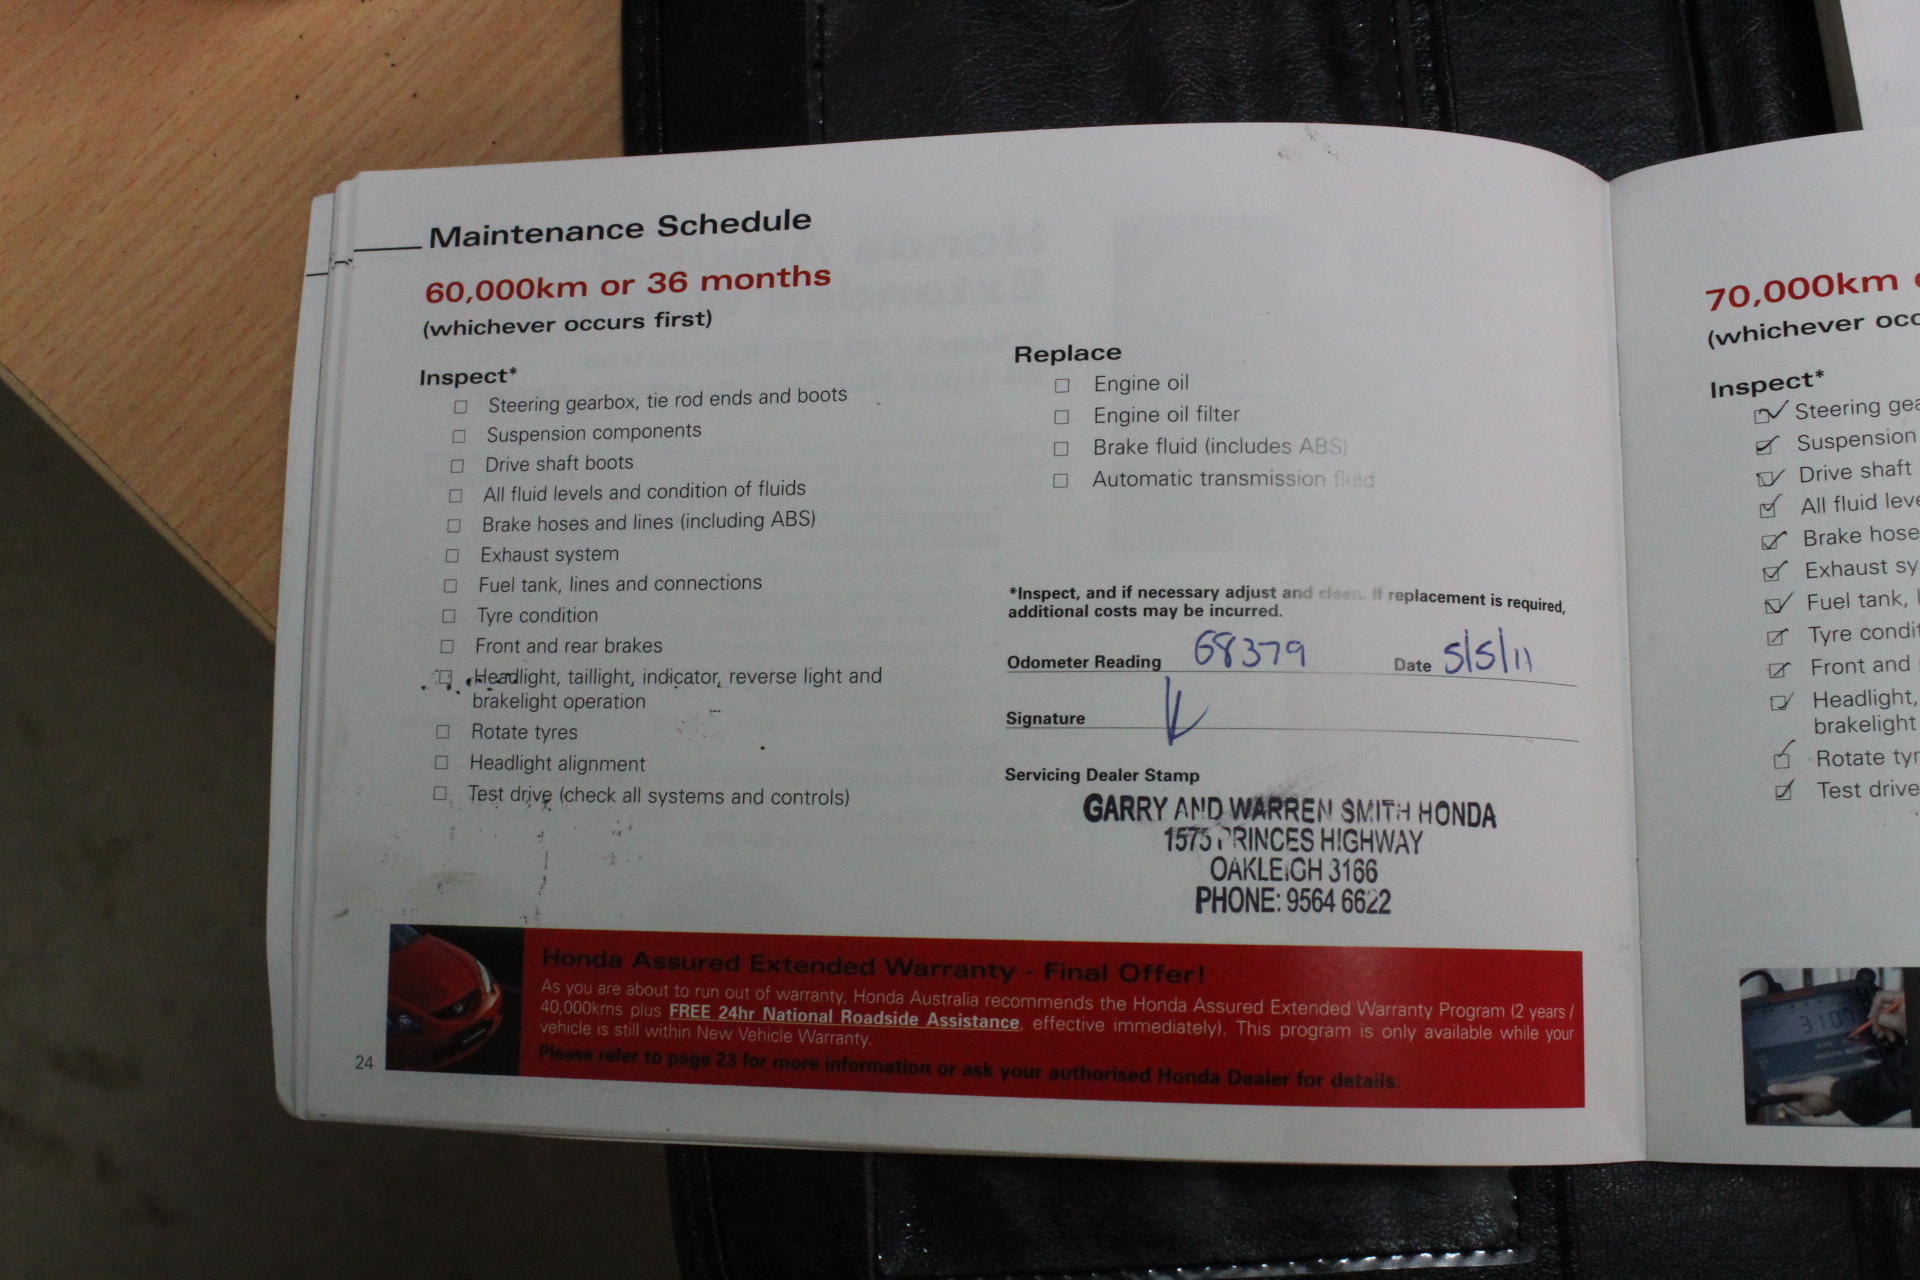 Maintenance Schedule
60,000km or 36 months
(whichever occurs first)
Inspect*
Steering gearbox, tie rod ends and boots
Suspension components
Drive shaft boots
All fluid levels and condition of fluids
Brake hoses and lines (including ABS)
Exhaust system
Fuel tank, lines and connections
Tyre condition
Front and rear brakes
Headlight, taillight, indicator, reverse light and
brakelight operation
Rotate tyres
Headlight alignment
Test drive (check all systems and controls)
Replace
Engine oil
Engine oil filter
Brake fluid (includes ABS)
Automatic transmission fluid
*Inspect, and if necessary adjust and clean. If replacement is required,
additional costs may be incurred.
Odometer Reading 68379 Date 5/5/11
Signature
Servicing Dealer Stamp
GARRY AND WARREN SMITH HONDA
1575 PRINCES HIGHWAY
OAKLEIGH 3166
PHONE: 9564 6622
Honda Assured Extended Warranty - Final Offer!
As you are about to run out of warranty, Honda Australia recommends the Honda Assured Extended Warranty Program (2 years /
40,000kms plus FREE 24hr National Roadside Assistance, effective immediately). This program is only available while your
vehicle is still within New Vehicle Warranty.
Please refer to page 23 for more information or ask your authorised Honda Dealer for details.
24
70,000km
(whichever
Inspect*
Steering
Suspension
Drive shaft
All fluid
Brake
Exhaust
Fuel tank,
Tyre
Front and
Headlight,
brakelight
Rotate
Test drive